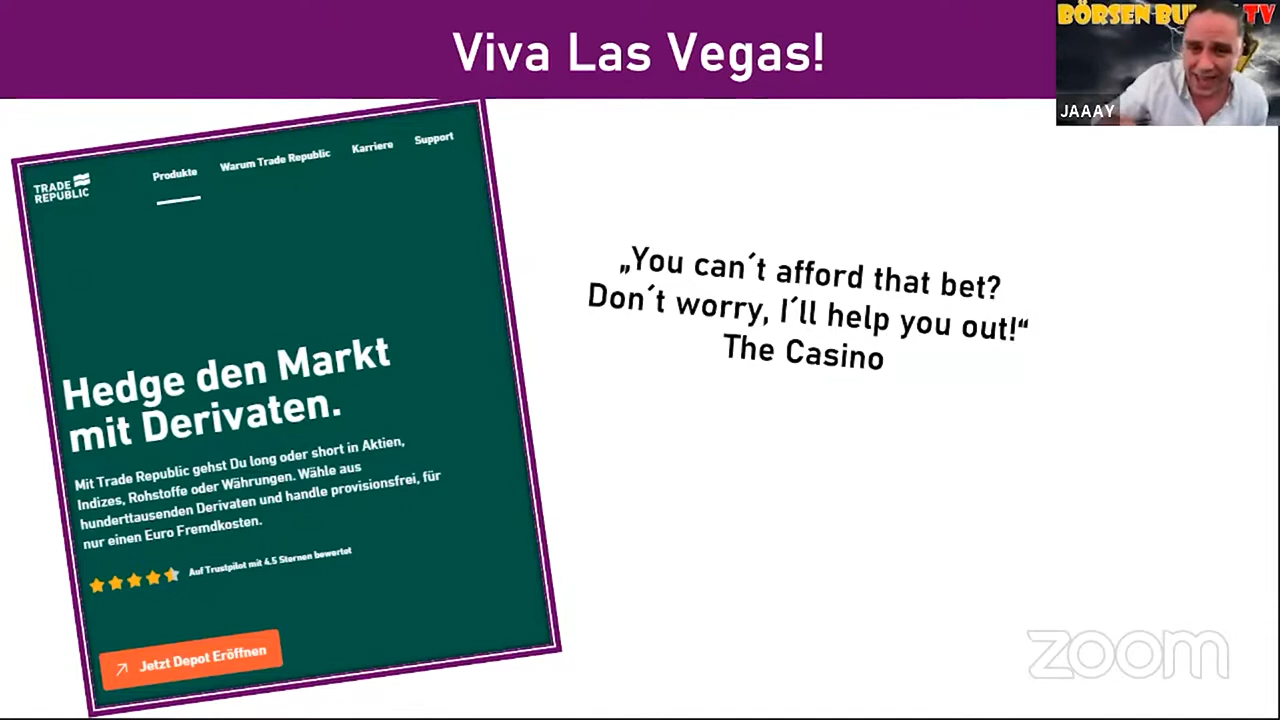 Viva Las Vegas!
BÖRSEN
TV
JAAAY
TRADE
REPUBLIC
Produkte
Warum Trade Republic
Karriere
Support
„You can´t afford that bet?
Don´t worry, I´ll help you out!“
The Casino
Hedge den Markt
mit Derivaten.
Mit Trade Republic gehst Du long oder short in Aktien,
Indizes, Rohstoffe oder Währungen. Wähle aus
hunderttausenden Derivaten und handle provisionsfrei, für
nur einen Euro Fremdkosten.
Auf Trustpilot mit 4.5 Sternen bewertet
Jetzt Depot Eröffnen
zoom